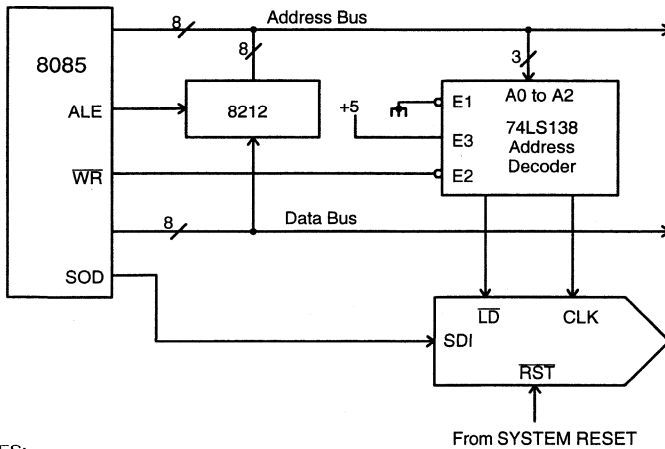 8
Address Bus
8085
8
3
ALE
8212
+5
E1
A0 to A2
E3
74LS138
Address
Decoder
WR
E2
8
Data Bus
SOD
LD
CLK
SDI
RST
From SYSTEM RESET